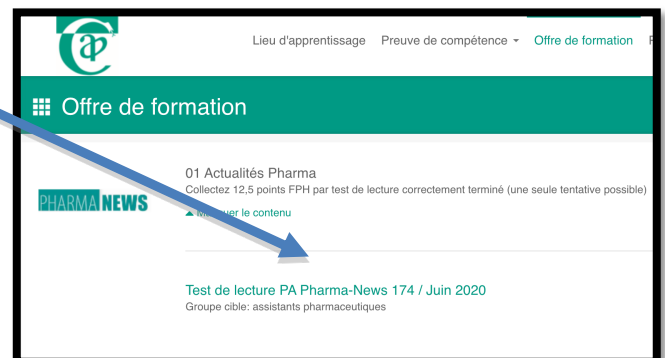 Lieu d'apprentissage Preuve de compétence Offre de formation
Offre de formation
01 Actualités Pharma
Collectez 12,5 points FPH par test de lecture correctement terminé (une seule tentative possible)
PHARMA NEWS
le contenu
Test de lecture PA Pharma-News 174 / Juin 2020
Groupe cible: assistants pharmaceutiques